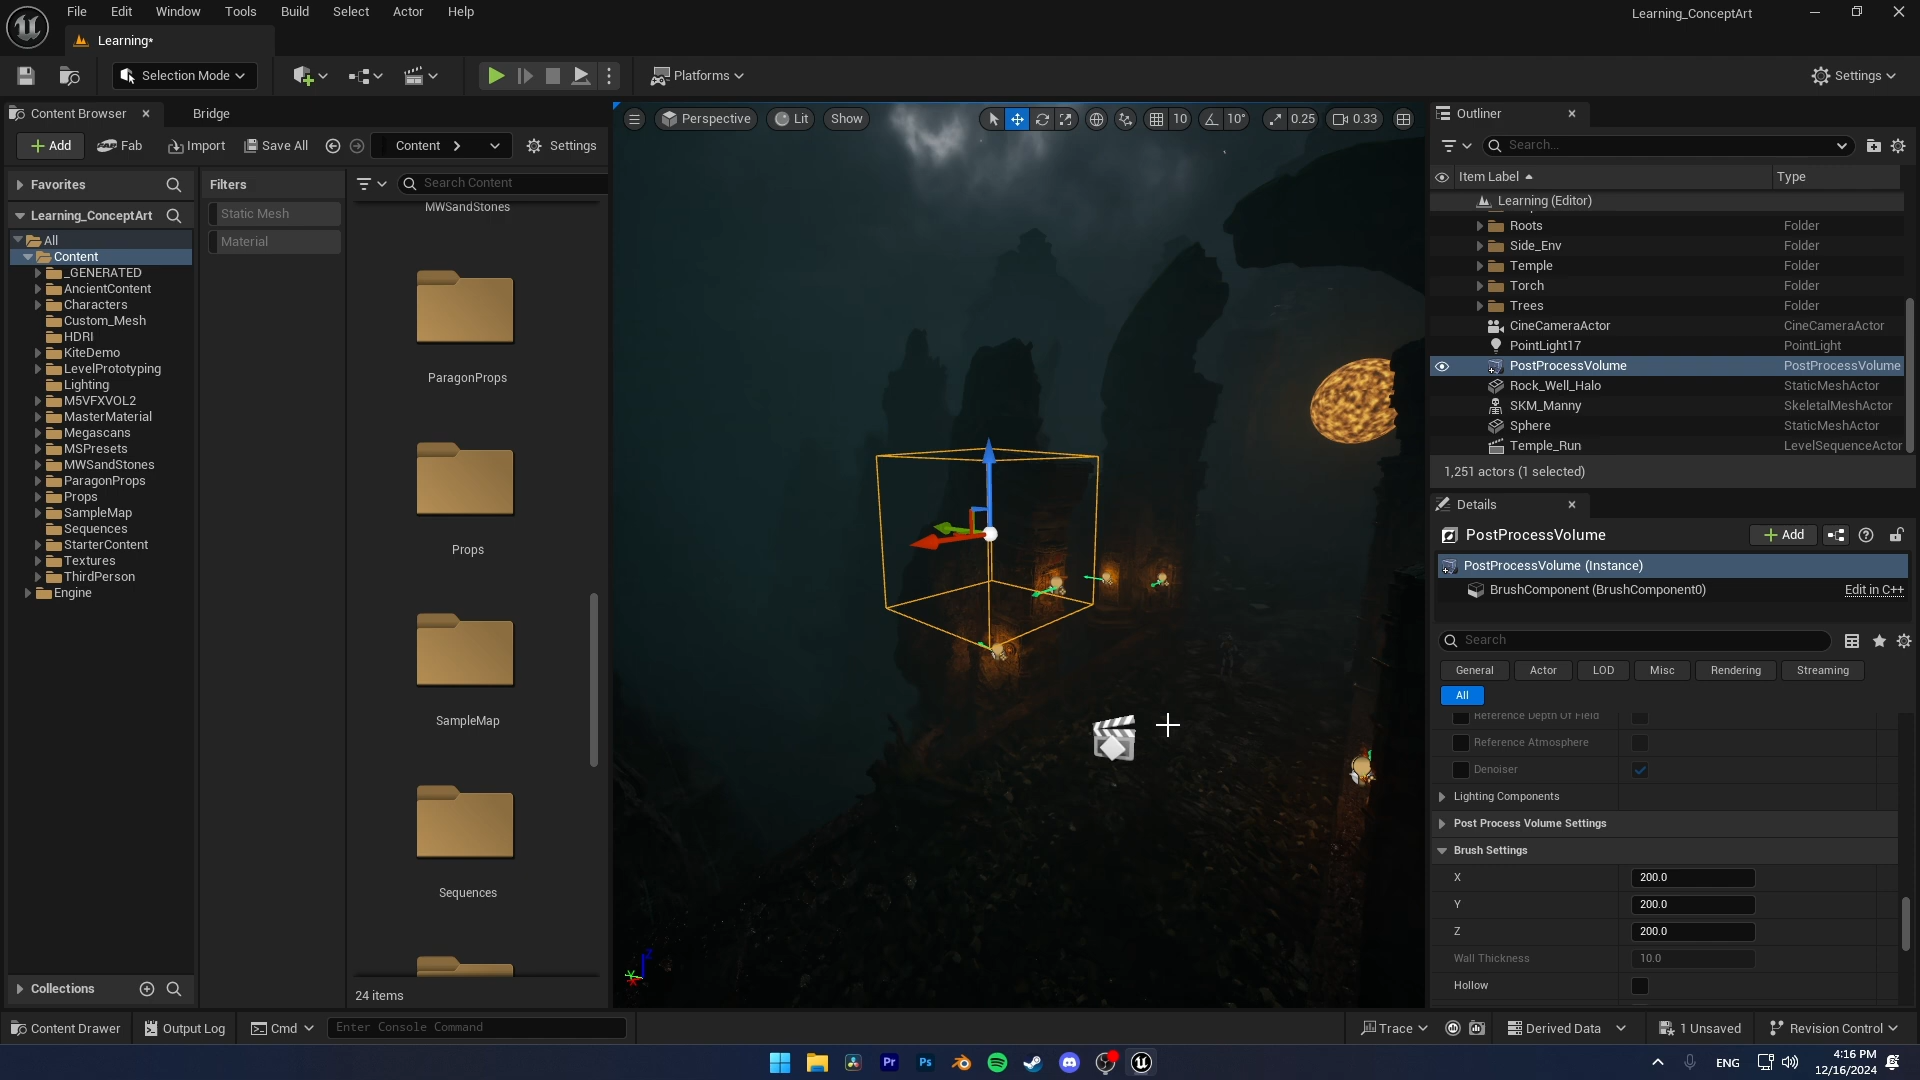 File Edit Window Tools Build Select Actor Help
Learning_ConceptArt
Learning*
Selection Mode
Platforms
Settings
Content Browser
Bridge
Add
Fab
Import
Save All
Content
Settings
Favorites
Learning_ConceptArt
All
Content
_GENERATED
AncientContent
Characters
Custom_Mesh
HDRI
KiteDemo
LevelPrototyping
Lighting
M5VFXVOL2
MasterMaterial
Megascans
MSPresets
MWSandStones
ParagonProps
Props
SampleMap
Sequences
StarterContent
Textures
ThirdPerson
Engine
Collections
Filters
Static Mesh
Material
Search Content
MWSandStones
ParagonProps
Props
SampleMap
Sequences
24 items
Perspective
Lit
Show
10
10°
0.25
0.33
Z
Y
X
Outliner
Search...
Item Label
Type
Learning (Editor)
Roots Folder
Side_Env Folder
Temple Folder
Torch Folder
Trees Folder
CineCameraActor CineCameraActor
PointLight17 PointLight
PostProcessVolume PostProcessVolume
Rock_Well_Halo StaticMeshActor
SKM_Manny SkeletalMeshActor
Sphere StaticMeshActor
Temple_Run LevelSequenceActor
1,251 actors (1 selected)
Details
PostProcessVolume
Add
PostProcessVolume (Instance)
BrushComponent (BrushComponent0)
Edit in C++
Search
General Actor LOD Misc Rendering Streaming
All
Reference Depth Of Field
Reference Atmosphere
Denoiser
Lighting Components
Post Process Volume Settings
Brush Settings
X 200.0
Y 200.0
Z 200.0
Wall Thickness 10.0
Hollow
Content Drawer
Output Log
Cmd
Enter Console Command
Trace
Derived Data
1 Unsaved
Revision Control
Pr
Ps
ENG
4:16 PM
12/16/2024